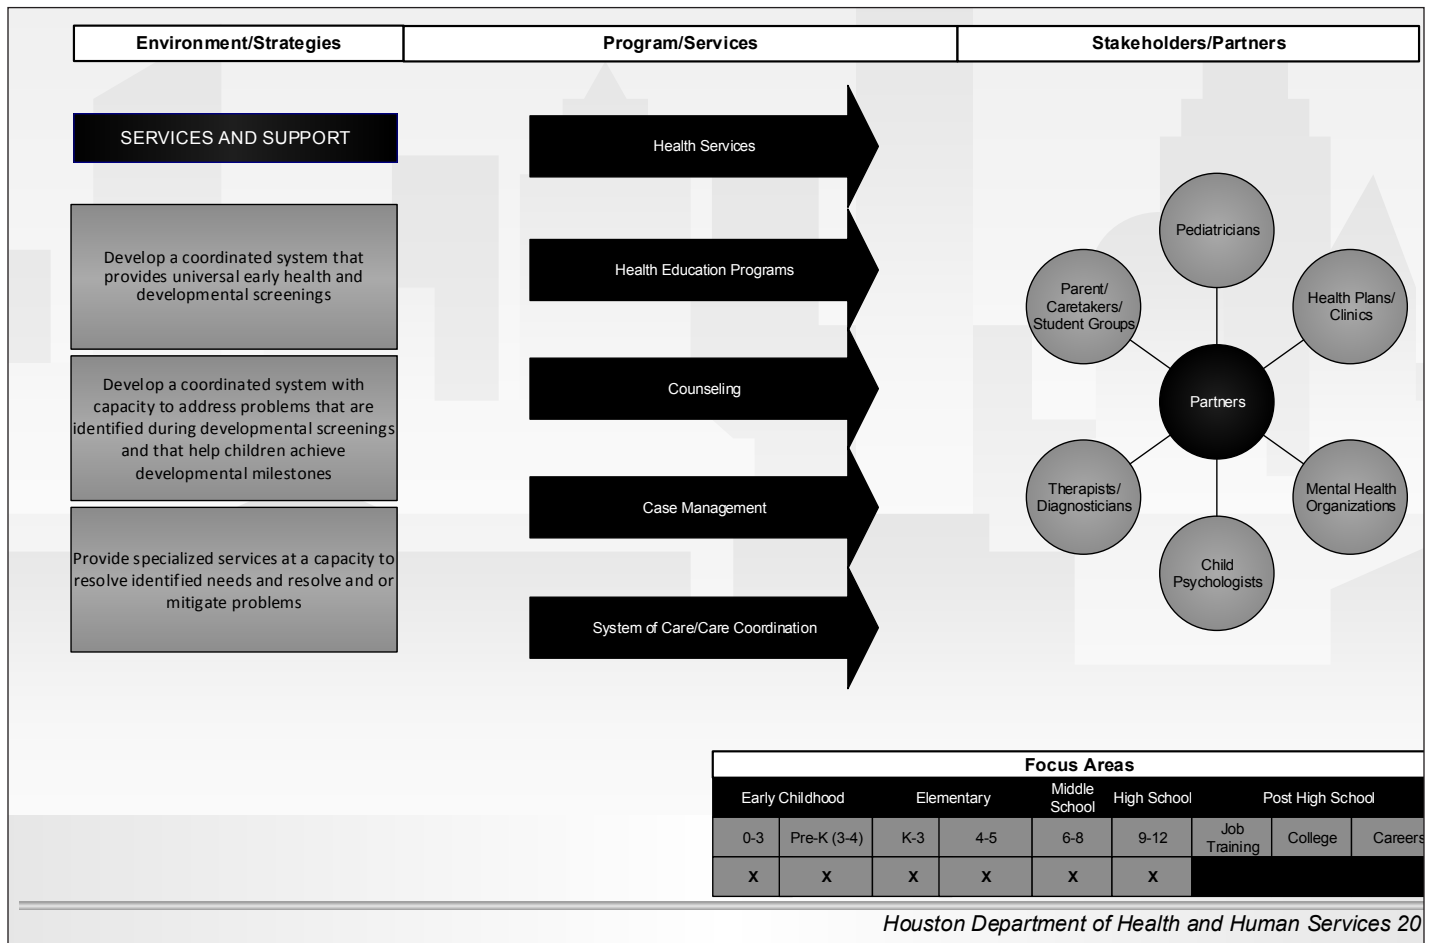 Environment/Strategies
Program/Services
Stakeholders/Partners
SERVICES AND SUPPORT
Develop a coordinated system that
provides universal early health and
developmental screenings
Develop a coordinated system with
capacity to address problems that are
identified during developmental screenings
and that help children achieve
developmental milestones
Provide specialized services at a capacity to
resolve identified needs and resolve and or
mitigate problems
Health Services
Health Education Programs
Counseling
Case Management
System of Care/Care Coordination
Pediatricians
Health Plans/
Clinics
Mental Health
Organizations
Child
Psychologists
Therapists/
Diagnosticians
Parent/
Caretakers/
Student Groups
Partners
Focus Areas
Early Childhood
Elementary
Middle
School
High School
Post High School
0-3
Pre-K (3-4)
K-3
4-5
6-8
9-12
Job
Training
College
Careers
X
X
X
X
X
X
Houston Department of Health and Human Services 20